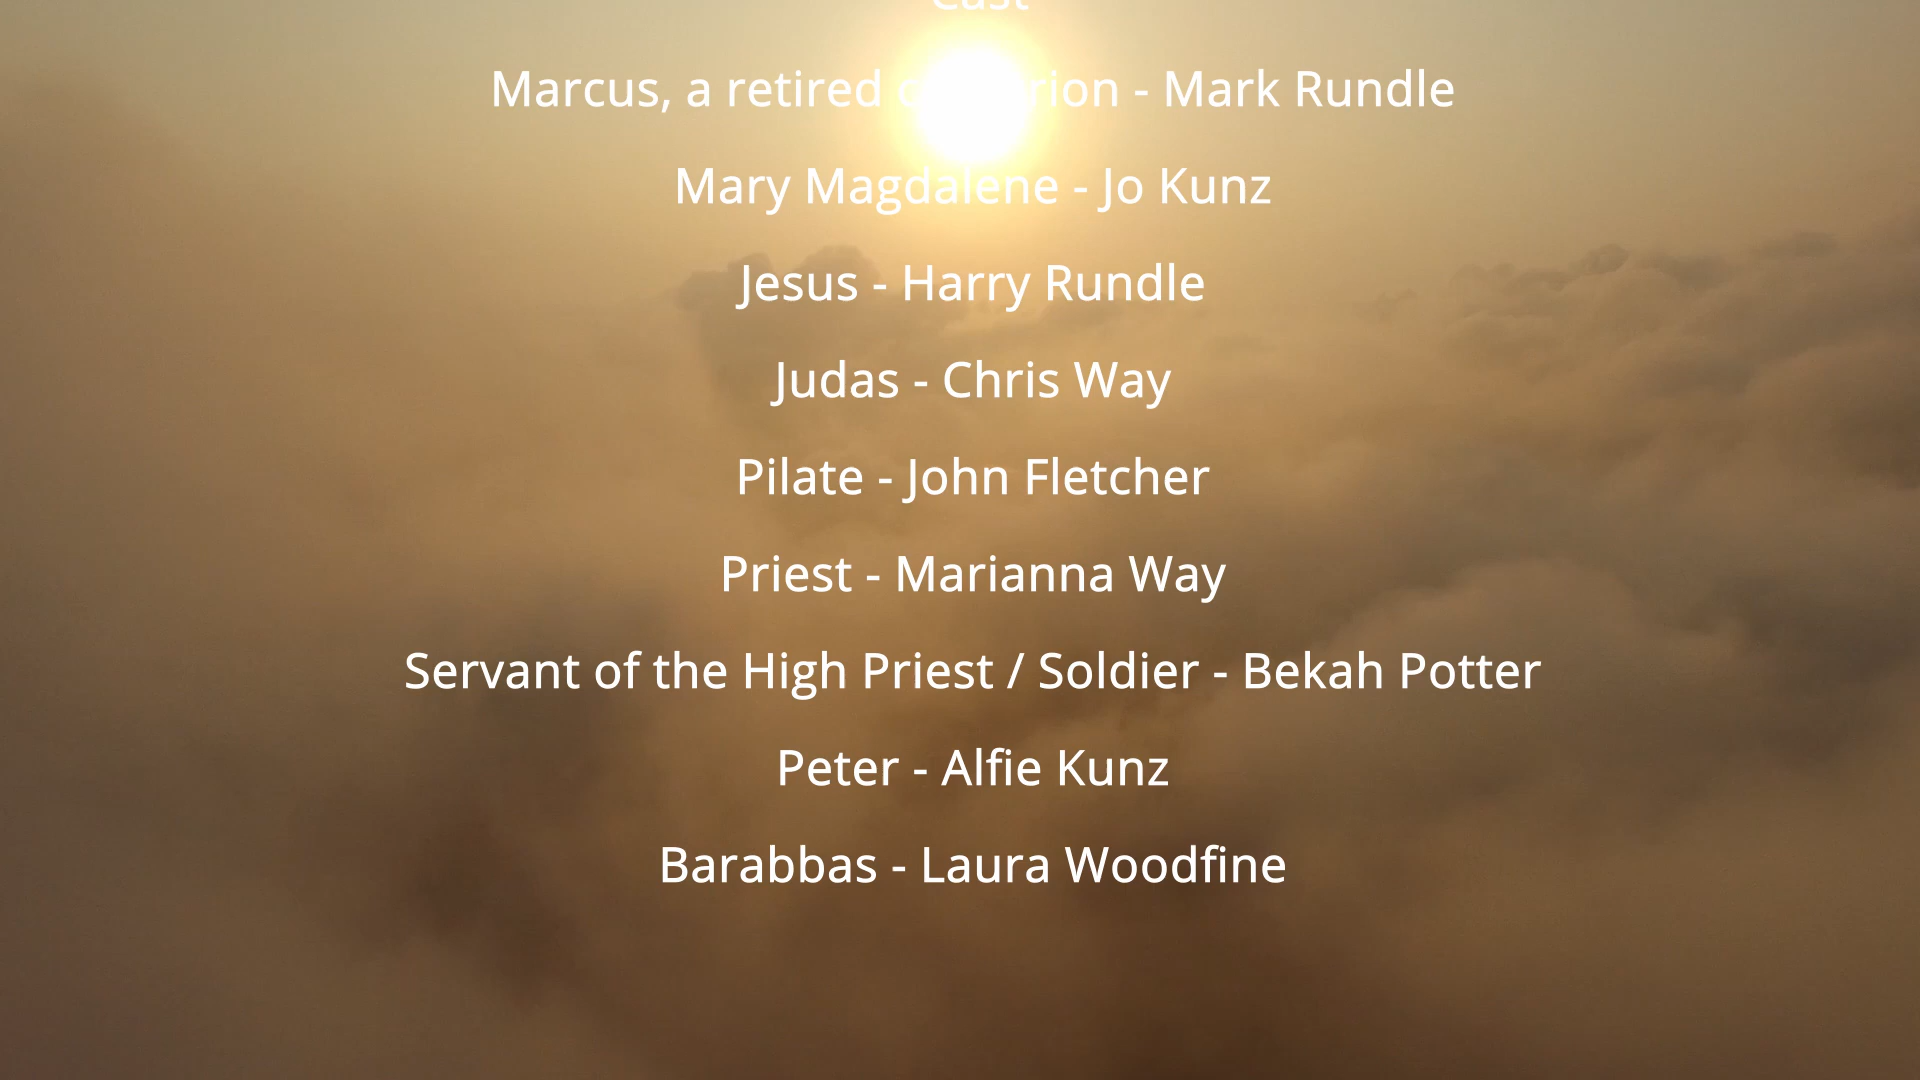 Cast
Marcus, a retired - Mark Rundle
Mary Magdalene - Jo Kunz
Jesus - Harry Rundle
Judas - Chris Way
Pilate - John Fletcher
Priest - Marianna Way
Servant of the High Priest / Soldier - Bekah Potter
Peter - Alfie Kunz
Barabbas - Laura Woodfine